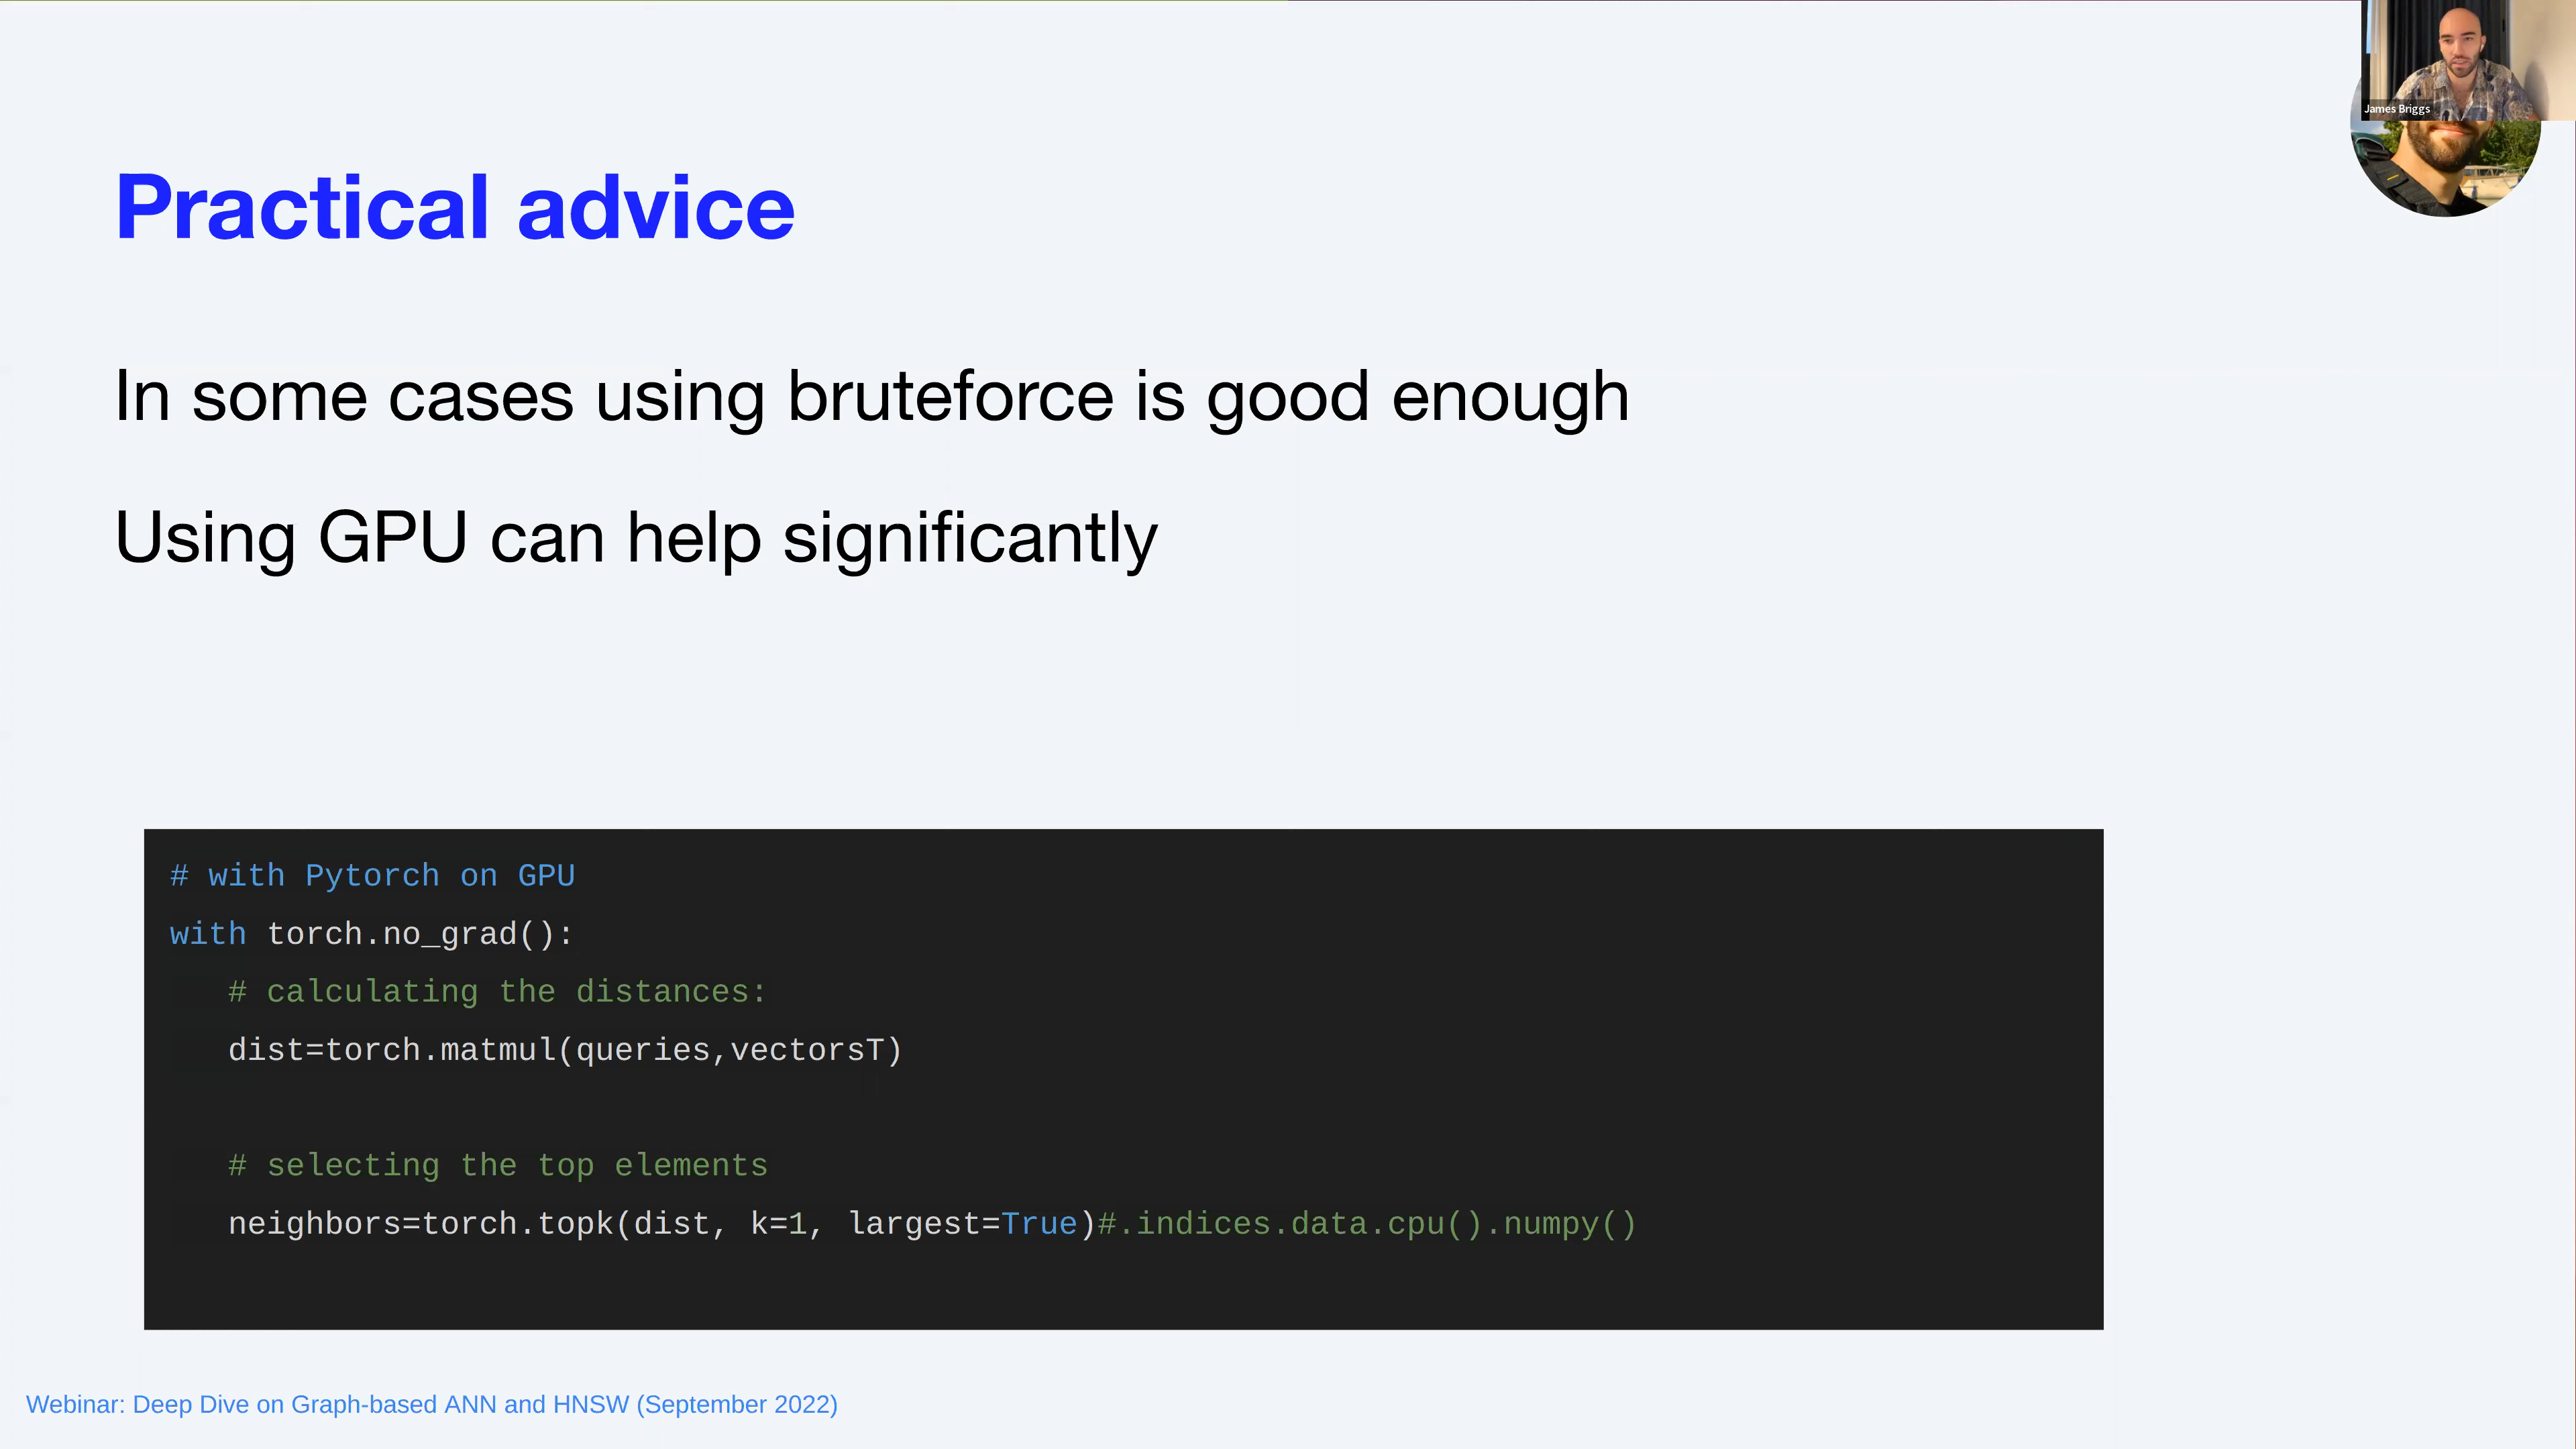 James Briggs
Practical advice
In some cases using bruteforce is good enough
Using GPU can help significantly
# with Pytorch on GPU
with torch.no_grad():
# calculating the distances:
dist=torch.matmul(queries,vectorsT)
# selecting the top elements
neighbors=torch.topk(dist, k=1, largest=True)#.indices.data.cpu().numpy()
Webinar: Deep Dive on Graph-based ANN and HNSW (September 2022)